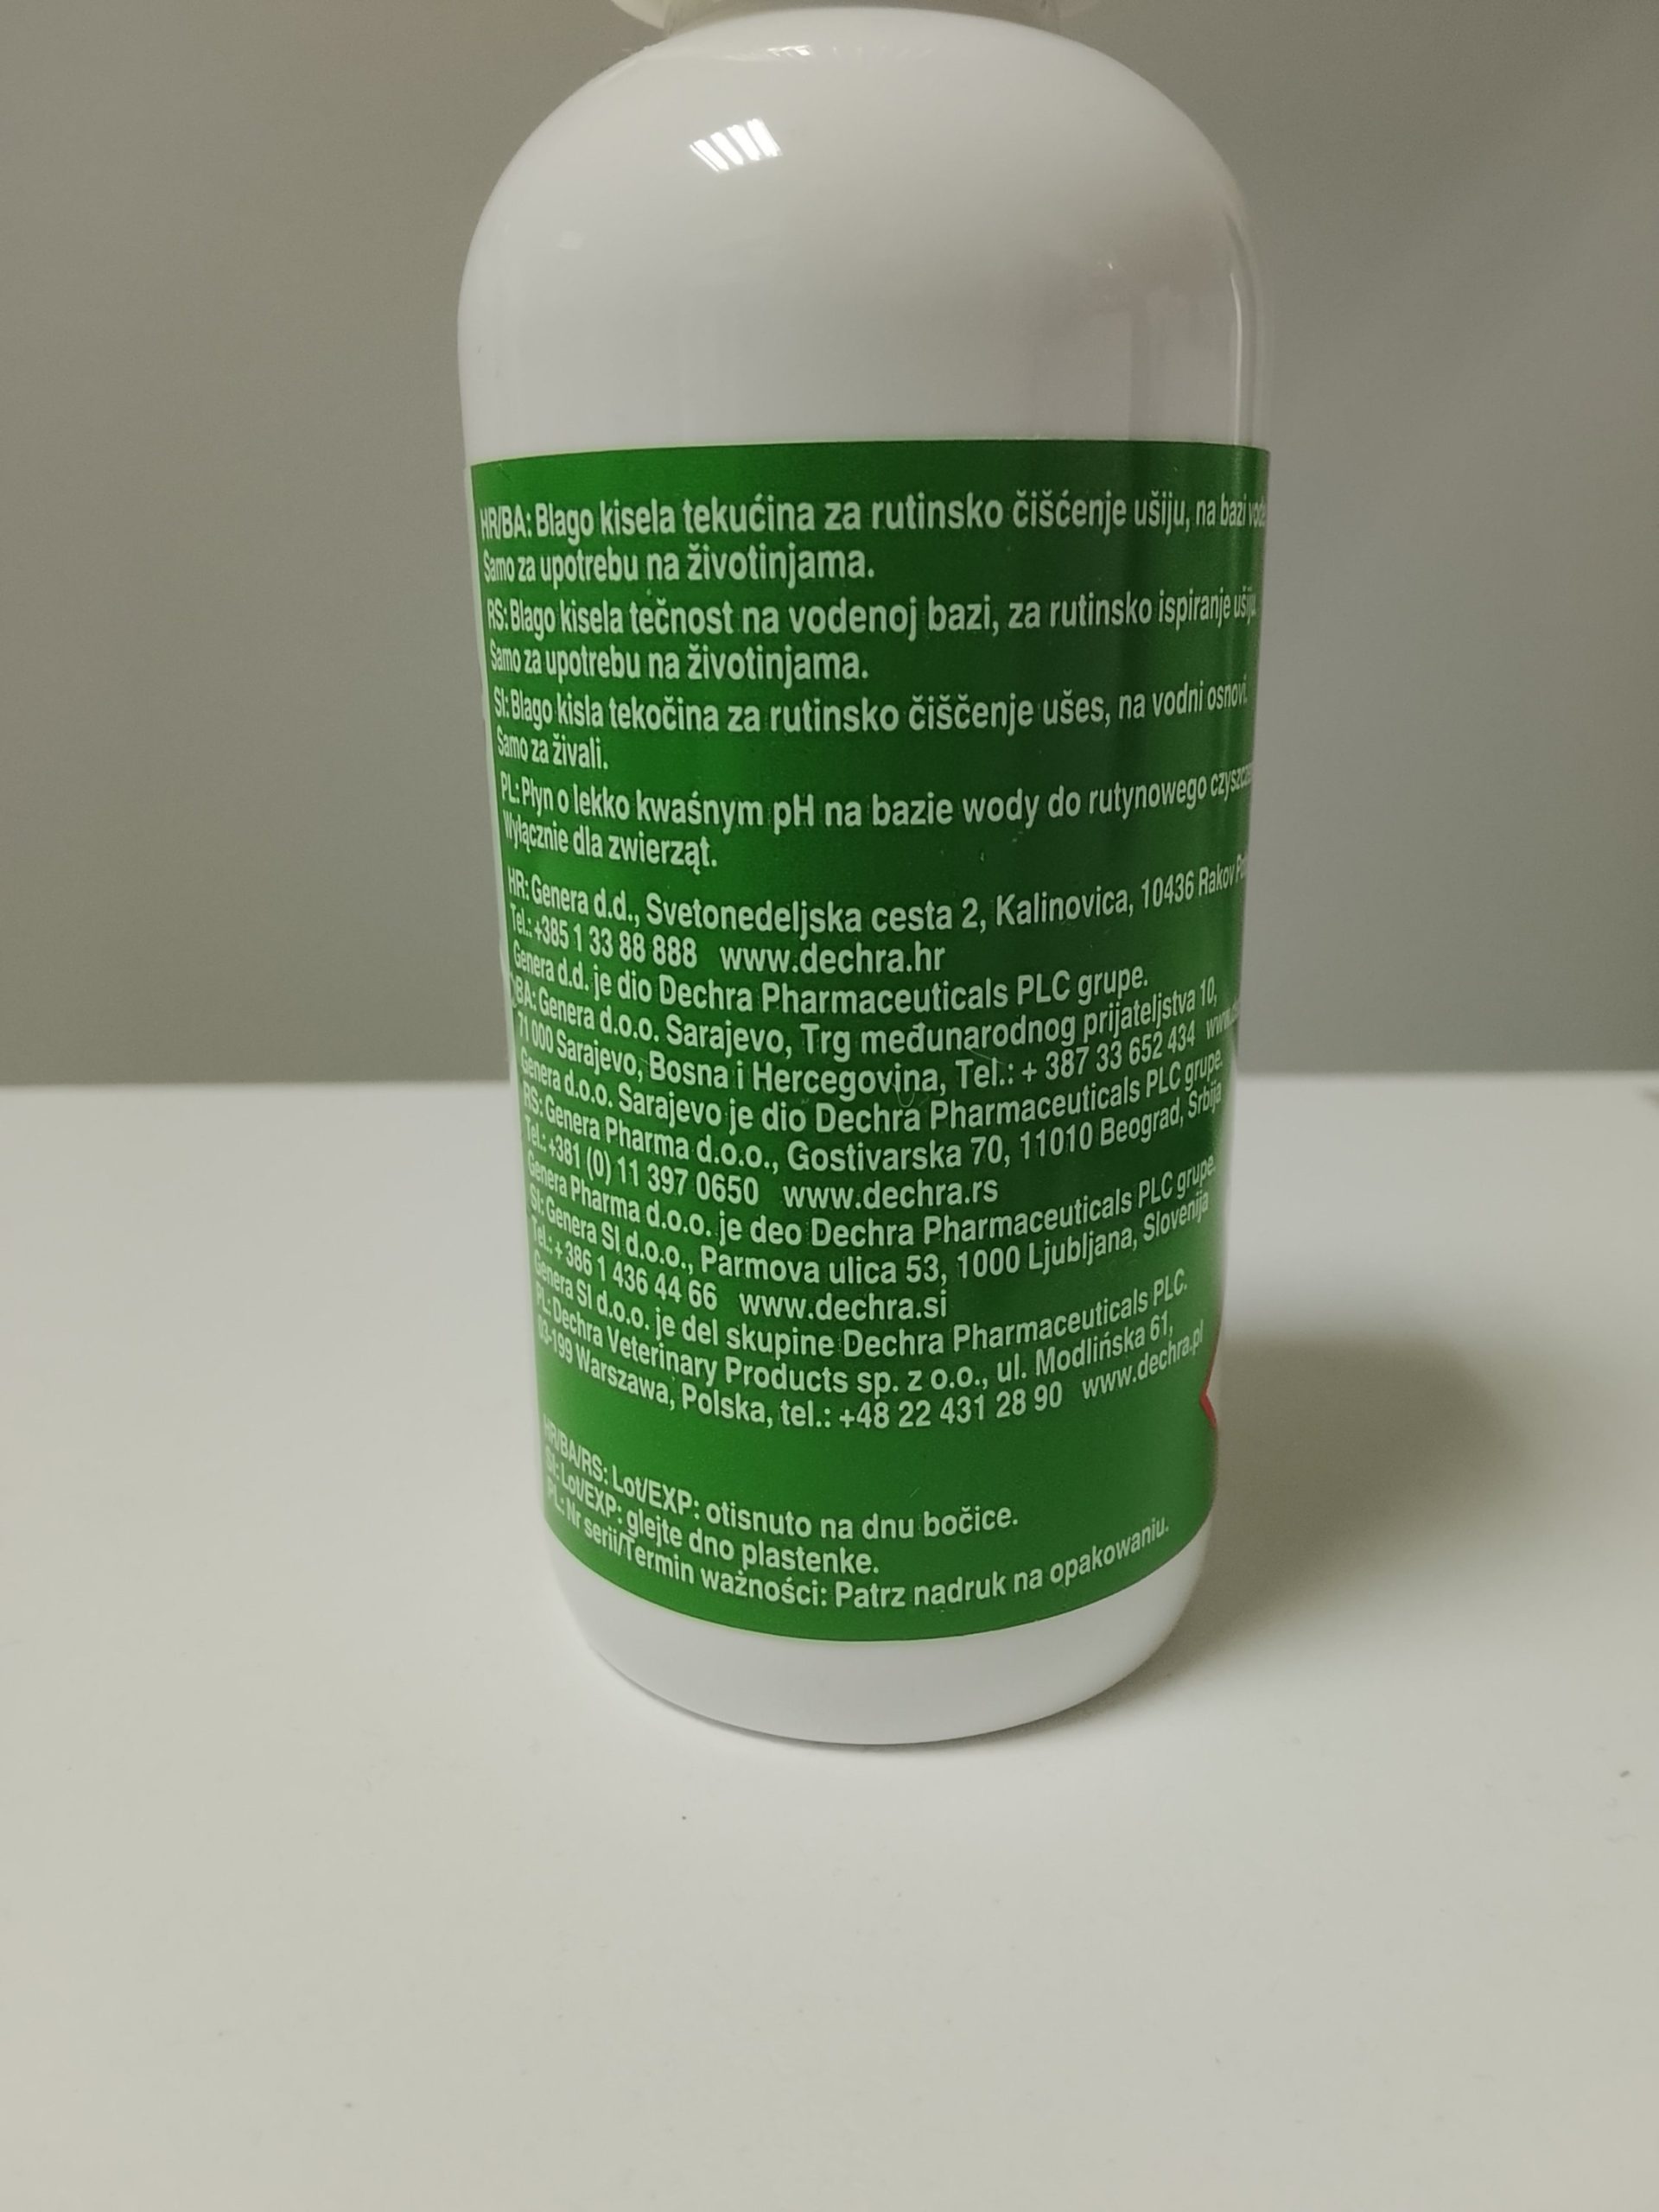 HR/BA: Blago kisela tekućina za rutinsko čišćenje ušiju, na bazi
Samo za upotrebu na životinjama.
RS: Blago kisela tečnost na vodenoj bazi, za rutinsko ispiranje ušiju.
Samo za upotrebu na životinjama.
SI: Blago kisla tekočina za rutinsko čiščenje ušes, na vodni osnovi.
Samo za živali.
PL: Płyn o lekko kwaśnym pH na bazie wody do rutynowego
Wyłącznie dla zwierząt.
HR: Genera d.d., Svetonedeljska cesta 2, Kalinovica, 10436 Rakov
Tel.: +385 1 33 88 888 www.dechra.hr
Genera d.d. je dio Dechra Pharmaceuticals PLC grupe.
BA: Genera d.o.o. Sarajevo, Trg međunarodnog prijateljstva 10,
71 000 Sarajevo, Bosna i Hercegovina, Tel.: + 387 33 652 434
Genera d.o.o. Sarajevo je dio Dechra Pharmaceuticals PLC grupe.
RS: Genera Pharma d.o.o., Gostivarska 70, 11010 Beograd, Srbija
Tel.: +381 (0) 11 397 0650 www.dechra.rs
Genera Pharma d.o.o. je deo Dechra Pharmaceuticals PLC grupe.
SI: Genera SI d.o.o., Parmova ulica 53, 1000 Ljubljana, Slovenija
Tel.: + 386 1 436 44 66 www.dechra.si
Genera SI d.o.o. je del skupine Dechra Pharmaceuticals PLC.
PL: Dechra Veterinary Products sp. z o.o., ul. Modlińska 61,
03-199 Warszawa, Polska, tel.: +48 22 431 28 90 www.dechra.pl
HR/BA/RS: Lot/EXP: otisnuto na dnu bočice.
SI: Lot/EXP: glejte dno plastenke.
PL: Nr serii/Termin ważności: Patrz nadruk na opakowaniu.